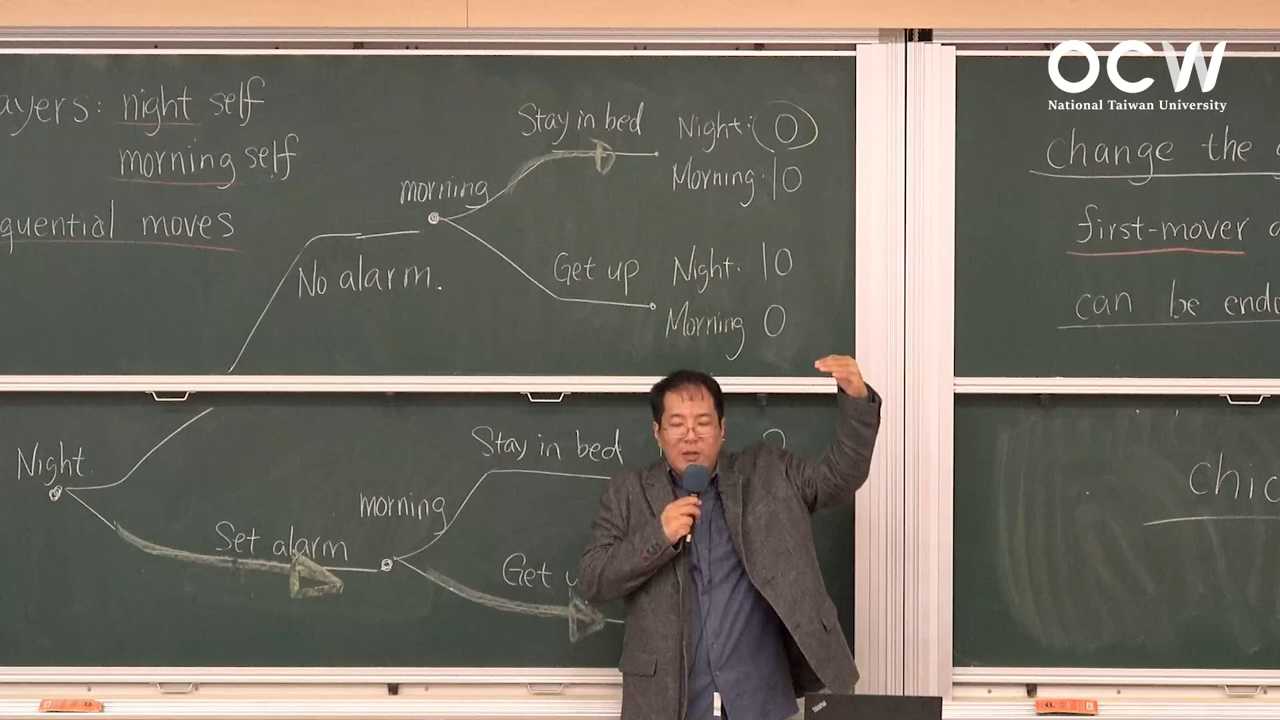 ayers: night self
morning self
quential moves
No alarm.
morning
Stay in bed
Night: 0
Morning 10
Get up
Night: 10
Morning 0
Night
Set alarm
morning
Stay in bed
0
Get u
OCW
National Taiwan University
change the
first-mover a
can be end
chic